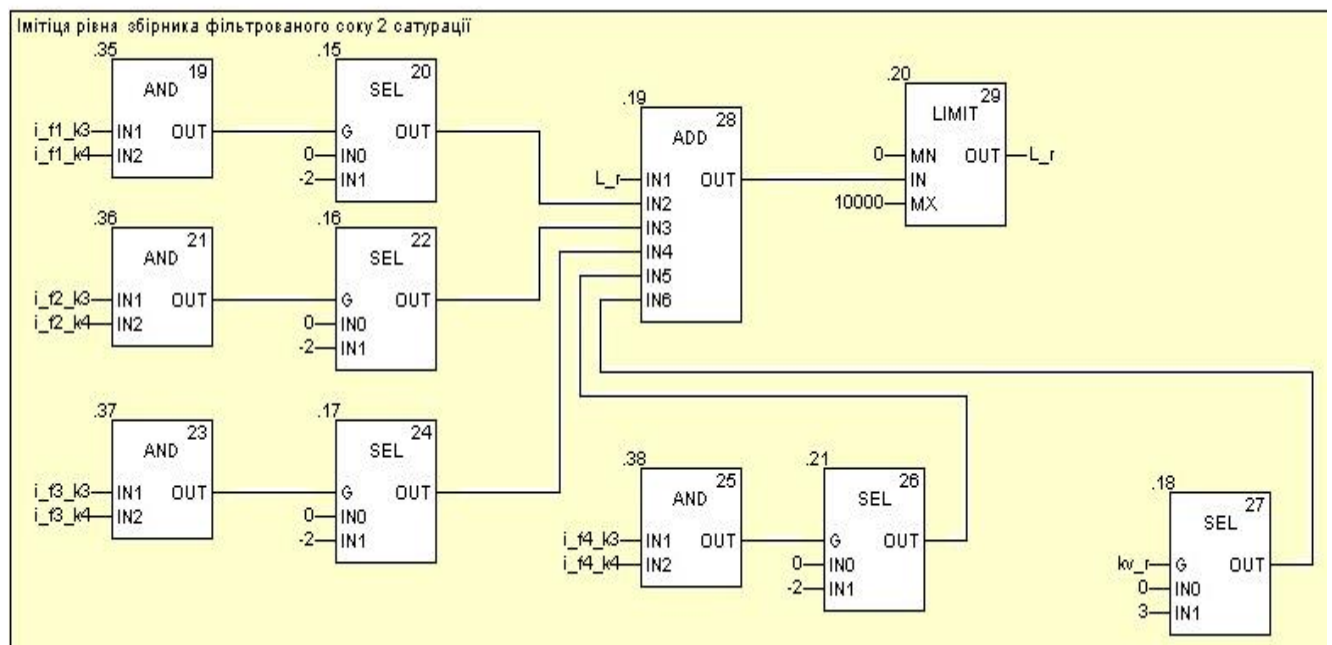 Імітіця рівня збірника фільтрованого соку 2 сатурації
.35
19
AND
i_f1_k3 IN1 OUT
i_f1_k4 IN2
.15
20
SEL
G OUT
0 IN0
-2 IN1
.36
21
AND
i_f2_k3 IN1 OUT
i_f2_k4 IN2
.16
22
SEL
G OUT
0 IN0
-2 IN1
.37
23
AND
i_f3_k3 IN1 OUT
i_f3_k4 IN2
.17
24
SEL
G OUT
0 IN0
-2 IN1
.19
28
ADD
L_r IN1 OUT
IN2
IN3
IN4
IN5
IN6
.20
29
LIMIT
0 MN OUT L_r
IN
10000 MX
.38
25
AND
i_f4_k3 IN1 OUT
i_f4_k4 IN2
.21
26
SEL
G OUT
0 IN0
-2 IN1
.18
27
SEL
kv_r G OUT
0 IN0
3 IN1